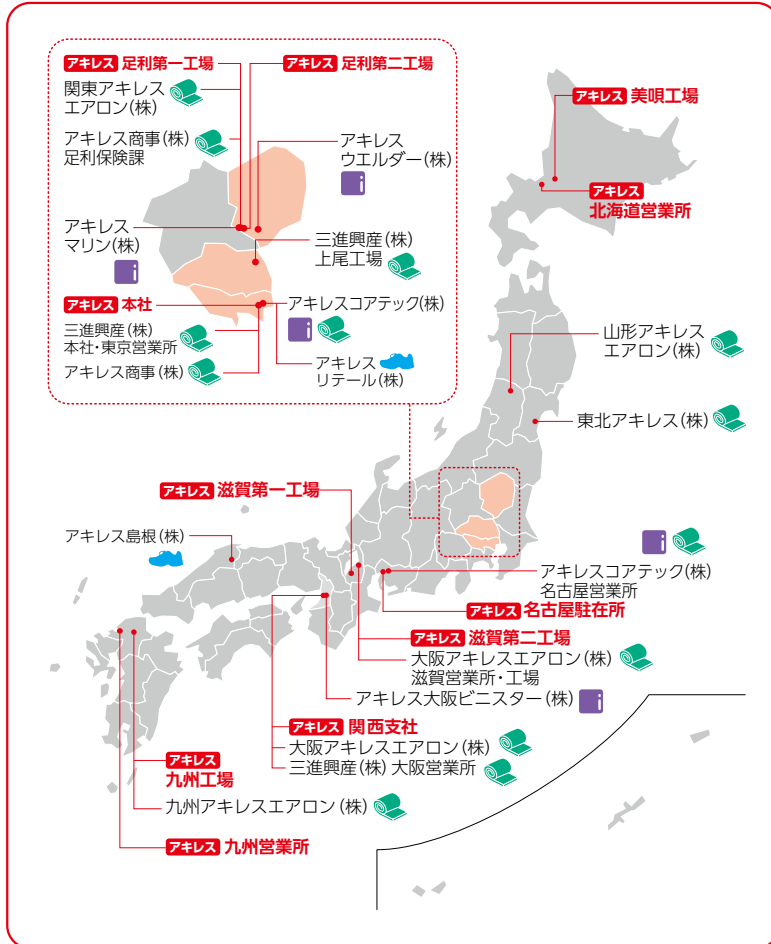 アキレス 足利第一工場
関東アキレス
エアロン(株)
アキレス商事(株)
足利保険課
アキレス 足利第二工場
アキレス
ウエルダー(株)
i
アキレス
マリン(株)
i
三進興産(株)
上尾工場
アキレス 本社
三進興産(株)
本社・東京営業所
アキレス商事(株)
アキレスコアテック(株)
i
アキレス
リテール(株)
アキレス 美唄工場
アキレス
北海道営業所
山形アキレス
エアロン(株)
東北アキレス(株)
アキレス 滋賀第一工場
アキレス島根(株)
i
アキレスコアテック(株)
名古屋営業所
アキレス 名古屋駐在所
アキレス 滋賀第二工場
大阪アキレスエアロン(株)
滋賀営業所・工場
アキレス大阪ビニスター(株)
i
アキレス 関西支社
大阪アキレスエアロン(株)
三進興産(株) 大阪営業所
アキレス
九州工場
九州アキレスエアロン(株)
アキレス 九州営業所